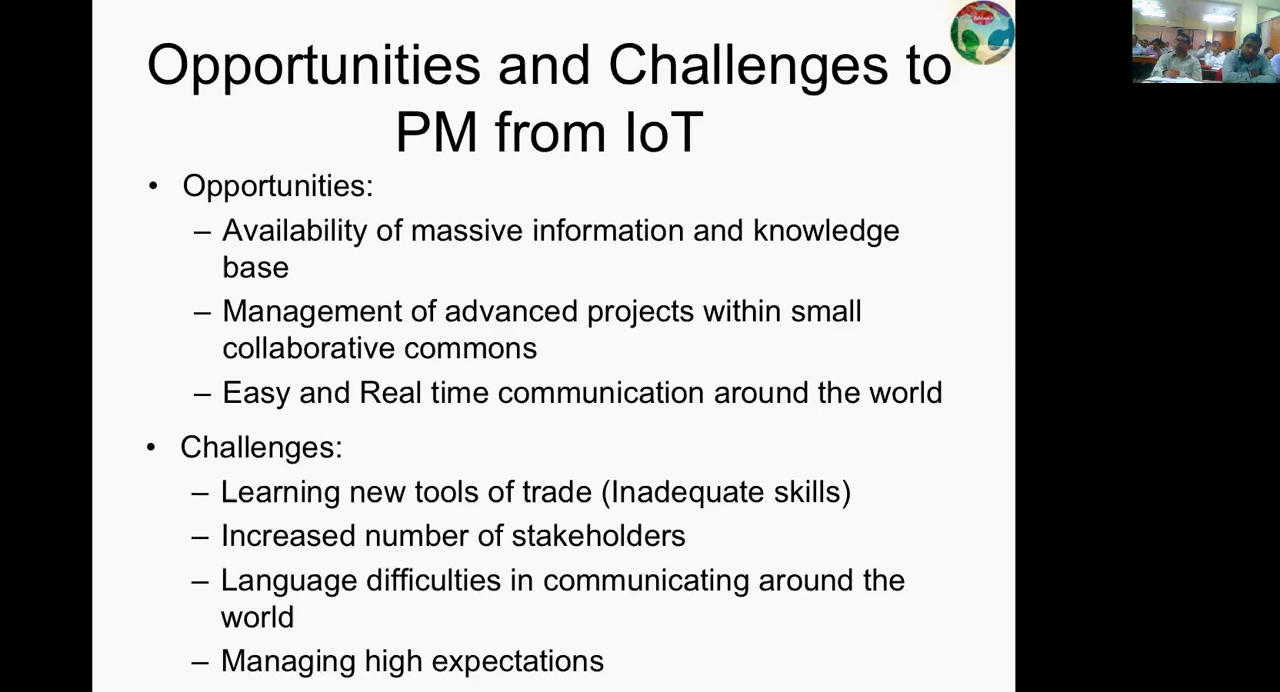 Opportunities and Challenges to
PM from IoT
• Opportunities:
– Availability of massive information and knowledge
base
– Management of advanced projects within small
collaborative commons
– Easy and Real time communication around the world
• Challenges:
– Learning new tools of trade (Inadequate skills)
– Increased number of stakeholders
– Language difficulties in communicating around the
world
– Managing high expectations